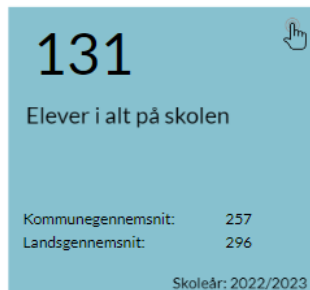 131
Elever i alt på skolen
Kommunegennemsnit: 257
Landsgennemsnit: 296
Skoleår: 2022/2023